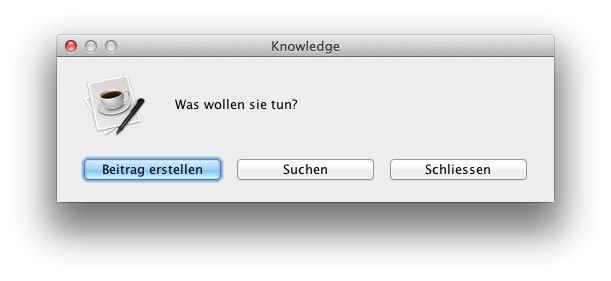 Knowledge
Was wollen sie tun?
Beitrag erstellen
Suchen
Schliessen